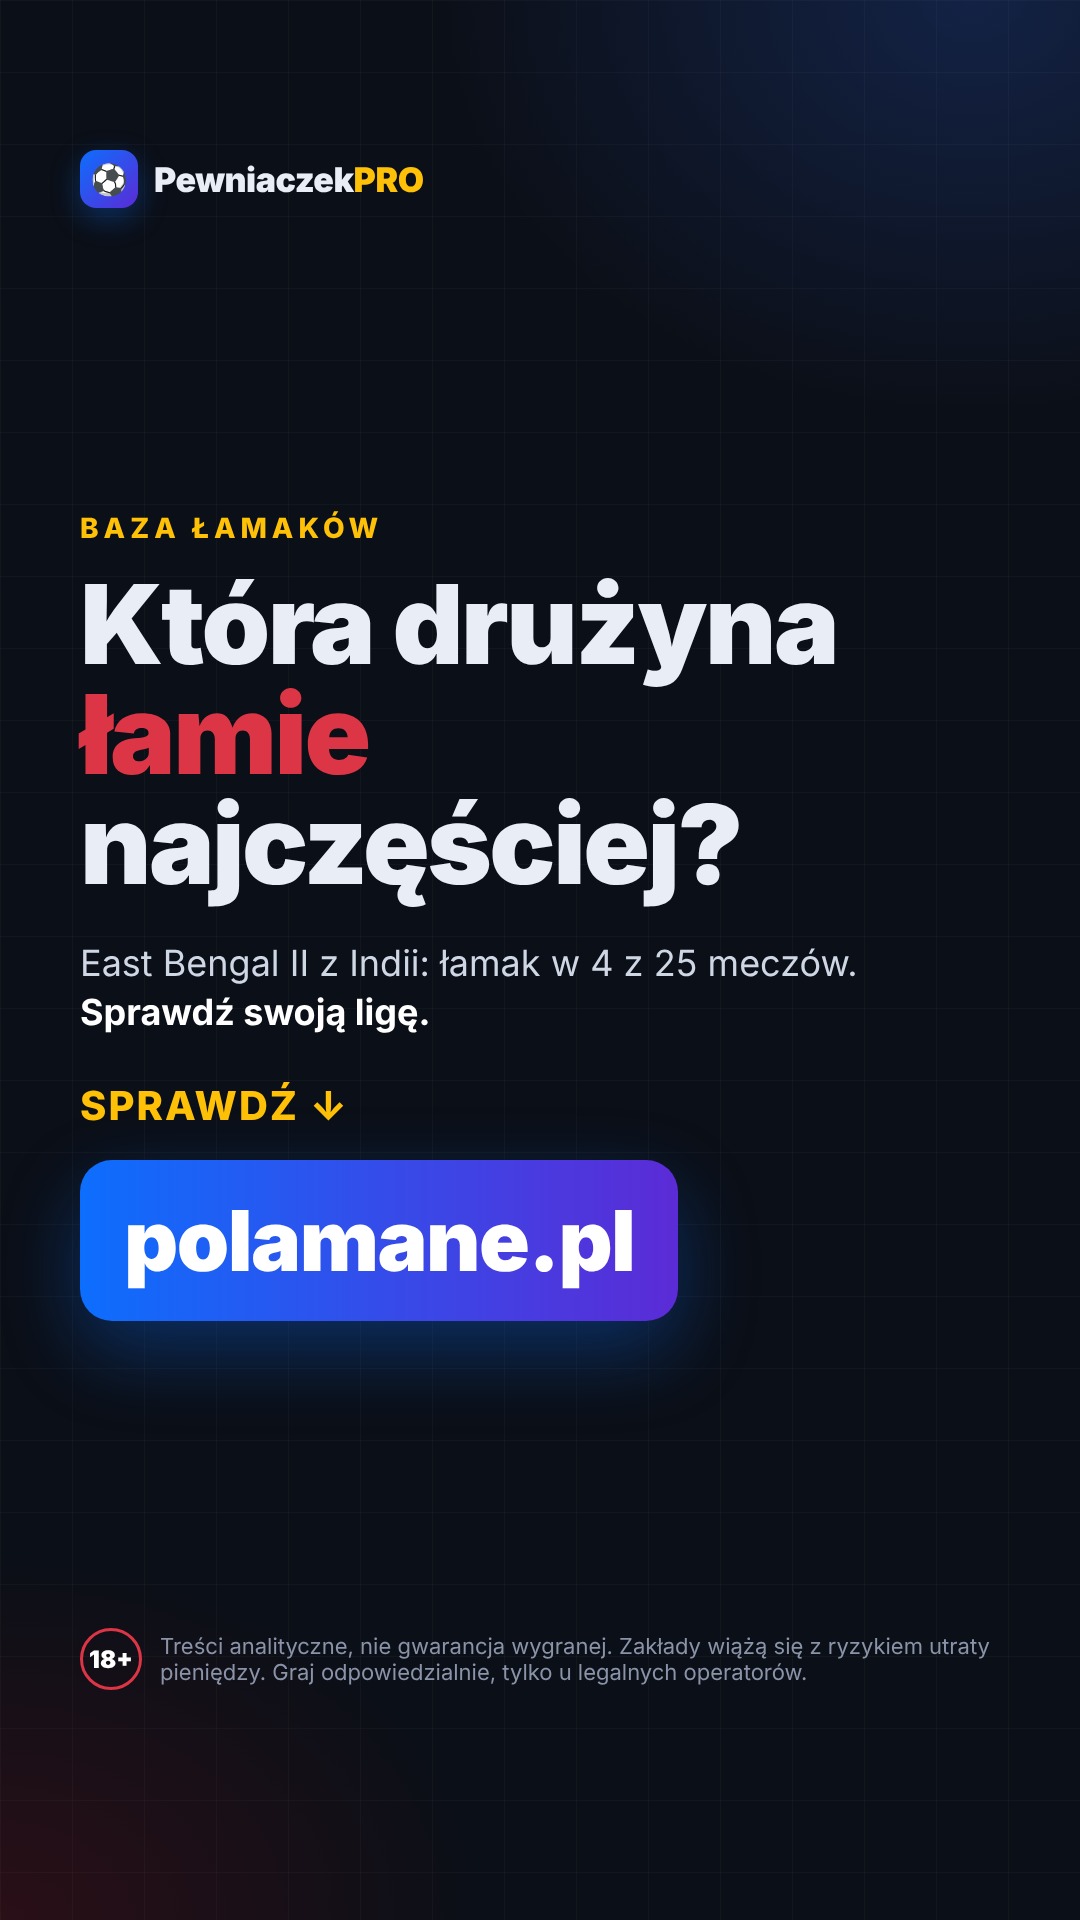 PewniaczekPRO
BAZA ŁAMAKÓW
Która drużyna
łamie
najczęściej?
East Bengal II z Indii: łamak w 4 z 25 meczów.
Sprawdź swoją ligę.
SPRAWDŹ ↓
polamane.pl
18+
Treści analityczne, nie gwarancja wygranej. Zakłady wiążą się z ryzykiem utraty
pieniędzy. Graj odpowiedzialnie, tylko u legalnych operatorów.